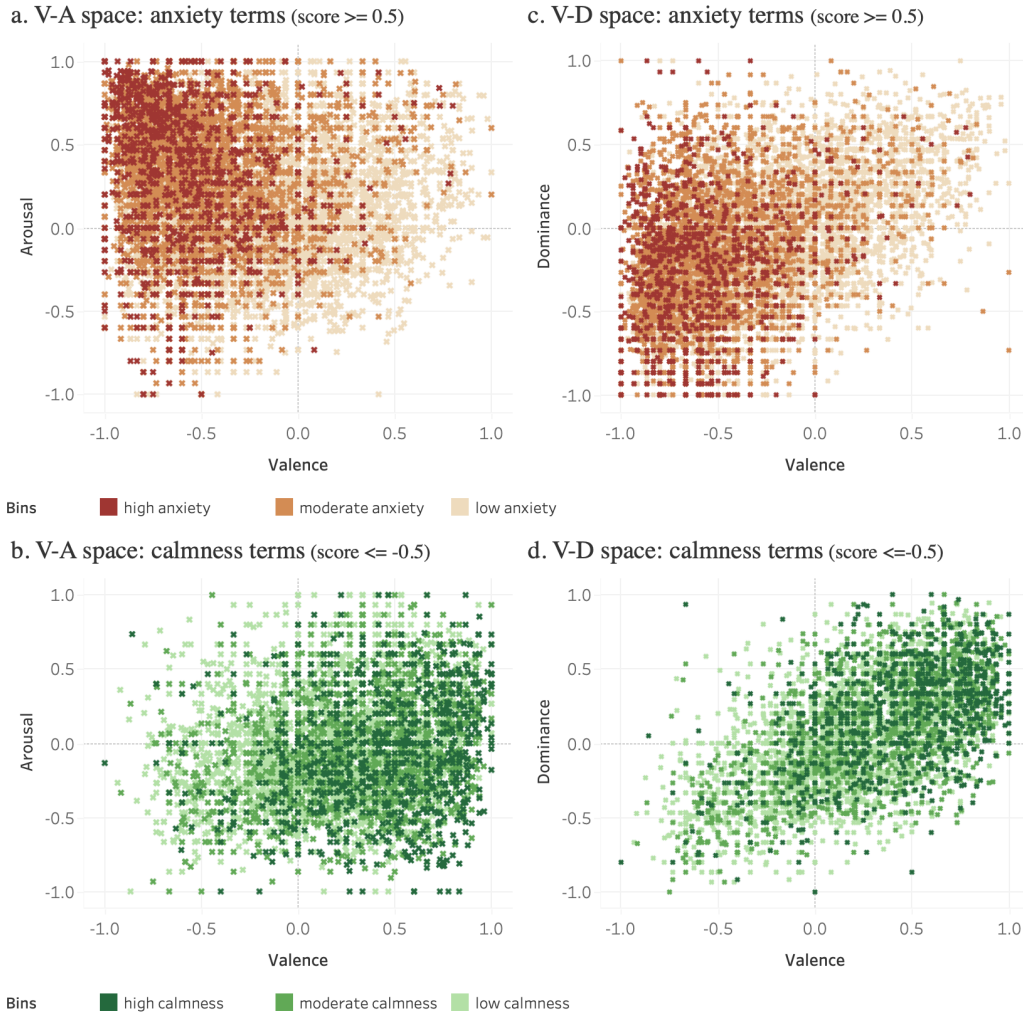 a. V-A space: anxiety terms (score >= 0.5)
c. V-D space: anxiety terms (score >= 0.5)
1.0
0.5
0.0
-0.5
-1.0
Arousal
-1.0 -0.5 0.0 0.5 1.0
Valence
1.0
0.5
0.0
-0.5
-1.0
Dominance
-1.0 -0.5 0.0 0.5 1.0
Valence
Bins high anxiety moderate anxiety low anxiety
b. V-A space: calmness terms (score <= -0.5)
d. V-D space: calmness terms (score <=-0.5)
1.0
0.5
0.0
-0.5
-1.0
Arousal
-1.0 -0.5 0.0 0.5 1.0
Valence
1.0
0.5
0.0
-0.5
-1.0
Dominance
-1.0 -0.5 0.0 0.5 1.0
Valence
Bins high calmness moderate calmness low calmness